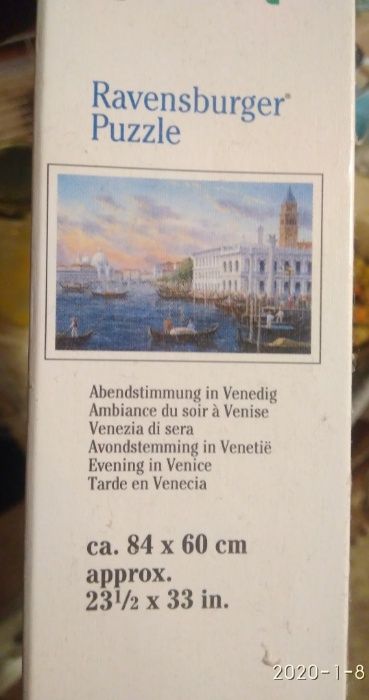 Ravensburger®
Puzzle
Abendstimmung in Venedig
Ambiance du soir à Venise
Venezia di sera
Avondstemming in Venetië
Evening in Venice
Tarde en Venecia
ca. 84 x 60 cm
approx.
23½ x 33 in.
2020-1-8